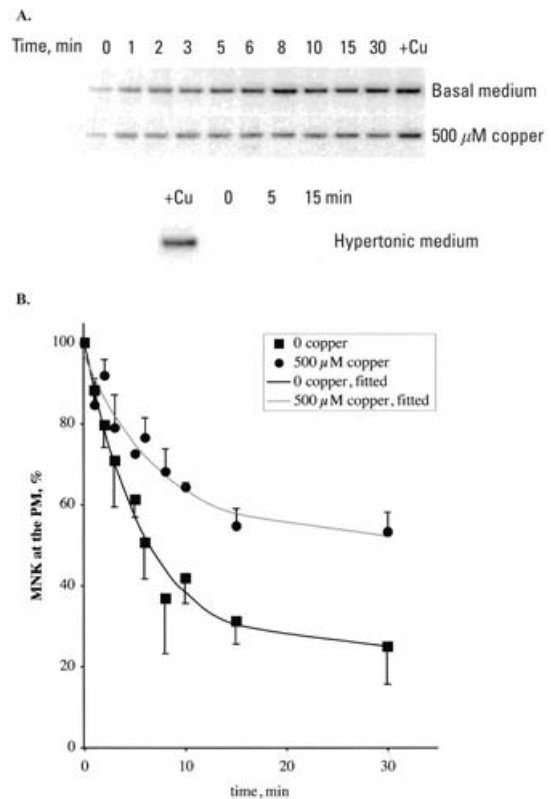 A.
Time, min 0 1 2 3 5 6 8 10 15 30 +Cu
Basal medium
500 µM copper
+Cu 0 5 15 min
Hypertonic medium
B.
100
80
60
40
20
0
MNK at the PM, %
0 copper
500 µM copper
0 copper, fitted
500 µM copper, fitted
0 10 20 30
time, min